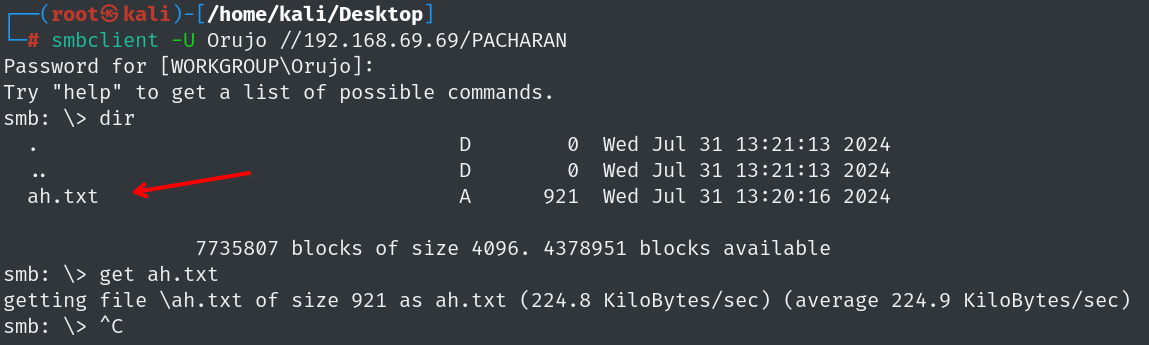 ┌──(root㉿kali)-[/home/kali/Desktop]
└─# smbclient -U Orujo //192.168.69.69/PACHARAN
Password for [WORKGROUP\Orujo]:
Try "help" to get a list of possible commands.
smb: \> dir
  .                                   D        0  Wed Jul 31 13:21:13 2024
  ..                                  D        0  Wed Jul 31 13:21:13 2024
  ah.txt                              A      921  Wed Jul 31 13:20:16 2024
                7735807 blocks of size 4096. 4378951 blocks available
smb: \> get ah.txt
getting file \ah.txt of size 921 as ah.txt (224.8 KiloBytes/sec) (average 224.9 KiloBytes/sec)
smb: \> ^C